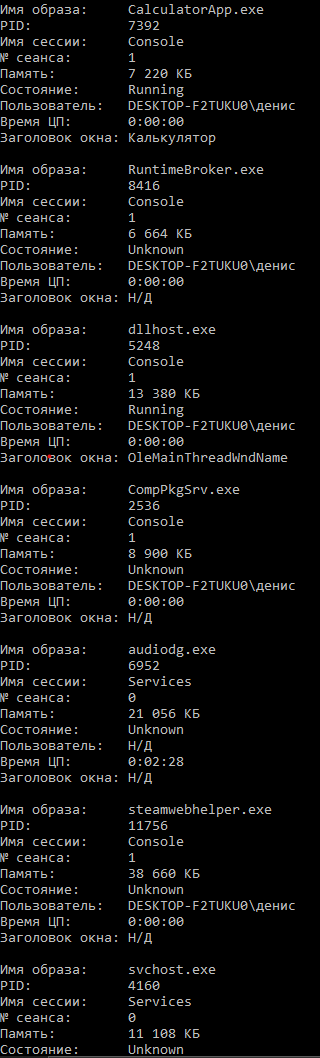 Имя образа: CalculatorApp.exe
PID: 7392
Имя сессии: Console
№ сеанса: 1
Память: 7 220 КБ
Состояние: Running
Пользователь: DESKTOP-F2TUKU0\денис
Время ЦП: 0:00:00
Заголовок окна: Калькулятор

Имя образа: RuntimeBroker.exe
PID: 8416
Имя сессии: Console
№ сеанса: 1
Память: 6 664 КБ
Состояние: Unknown
Пользователь: DESKTOP-F2TUKU0\денис
Время ЦП: 0:00:00
Заголовок окна: Н/Д

Имя образа: dllhost.exe
PID: 5248
Имя сессии: Console
№ сеанса: 1
Память: 13 380 КБ
Состояние: Running
Пользователь: DESKTOP-F2TUKU0\денис
Время ЦП: 0:00:00
Заголовок окна: OleMainThreadWndName

Имя образа: CompPkgSrv.exe
PID: 2536
Имя сессии: Console
№ сеанса: 1
Память: 8 900 КБ
Состояние: Unknown
Пользователь: DESKTOP-F2TUKU0\денис
Время ЦП: 0:00:00
Заголовок окна: Н/Д

Имя образа: audiodg.exe
PID: 6952
Имя сессии: Services
№ сеанса: 0
Память: 21 056 КБ
Состояние: Unknown
Пользователь: Н/Д
Время ЦП: 0:02:28
Заголовок окна: Н/Д

Имя образа: steamwebhelper.exe
PID: 11756
Имя сессии: Console
№ сеанса: 1
Память: 38 660 КБ
Состояние: Unknown
Пользователь: DESKTOP-F2TUKU0\денис
Время ЦП: 0:00:00
Заголовок окна: Н/Д

Имя образа: svchost.exe
PID: 4160
Имя сессии: Services
№ сеанса: 0
Память: 11 108 КБ
Состояние: Unknown